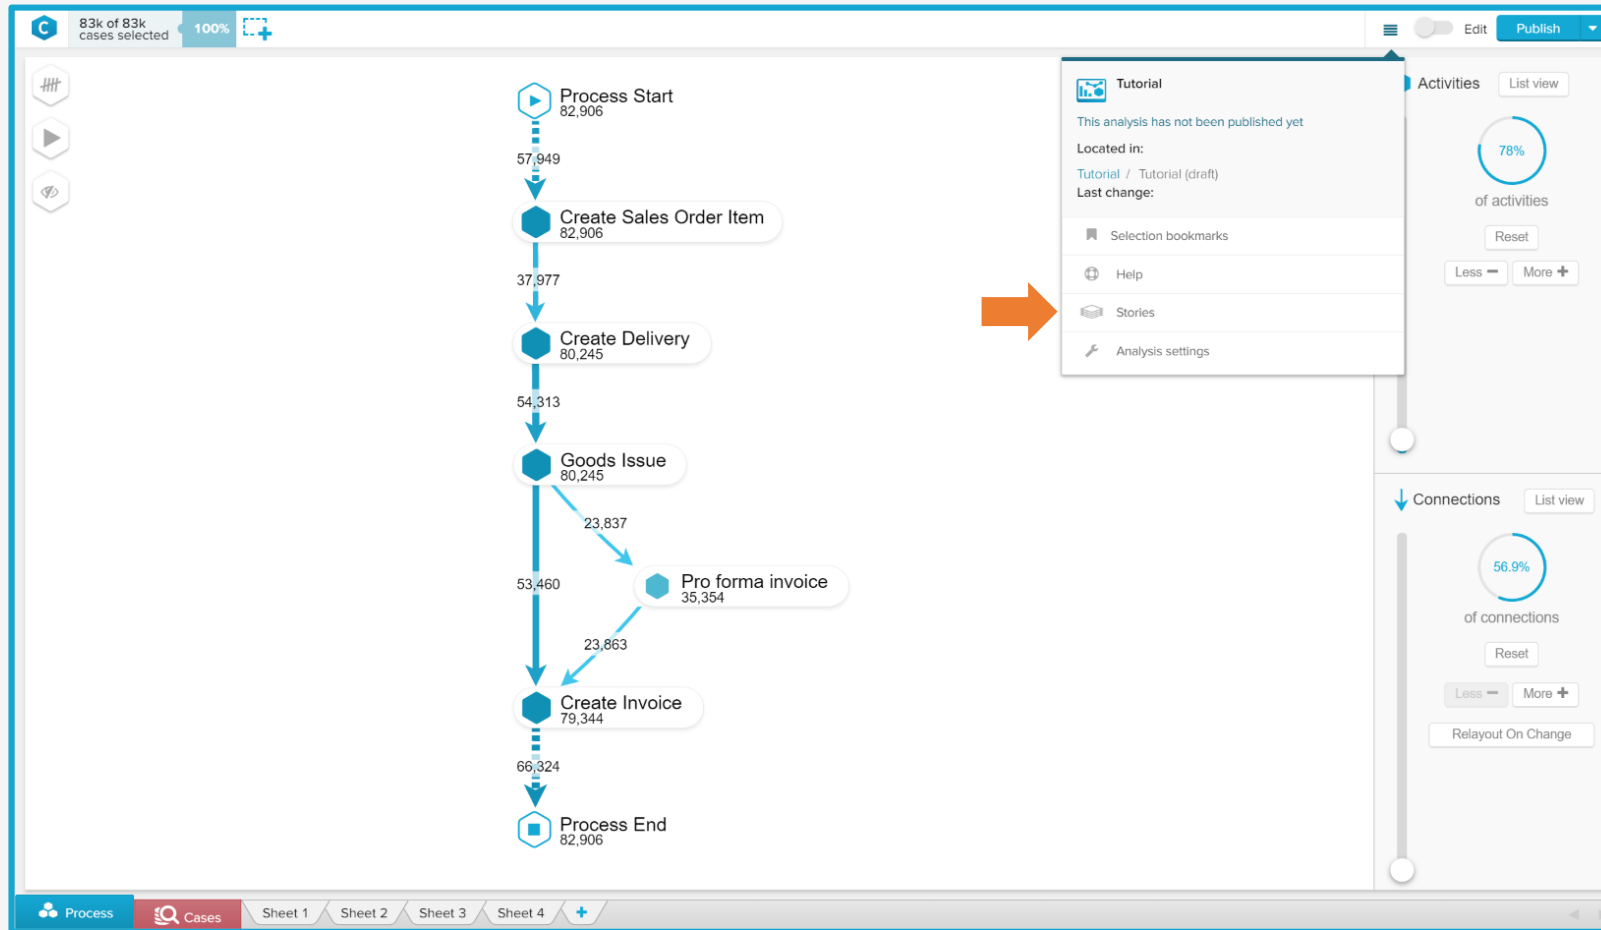 C
83k of 83k
cases selected
100%
Edit
Publish
Process Start
82,906
57,949
Create Sales Order Item
82,906
37,977
Create Delivery
80,245
54,313
Goods Issue
80,245
23,837
53,460
Pro forma invoice
35,354
23,863
Create Invoice
79,344
66,324
Process End
82,906
Tutorial
This analysis has not been published yet
Located in:
Tutorial / Tutorial (draft)
Last change:
Selection bookmarks
Help
Stories
Analysis settings
Activities
List view
78%
of activities
Reset
Less −
More +
Connections
List view
56.9%
of connections
Reset
Less −
More +
Relayout On Change
Process
Cases
Sheet 1
Sheet 2
Sheet 3
Sheet 4
+